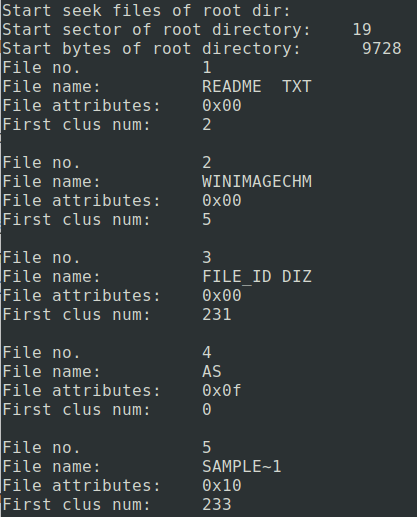 Start seek files of root dir:
Start sector of root directory:    19
Start bytes of root directory:      9728
File no.            1
File name:          README  TXT
File attributes:    0x00
First clus num:     2

File no.            2
File name:          WINIMAGECHM
File attributes:    0x00
First clus num:     5

File no.            3
File name:          FILE_ID DIZ
File attributes:    0x00
First clus num:     231

File no.            4
File name:          AS
File attributes:    0x0f
First clus num:     0

File no.            5
File name:          SAMPLE~1
File attributes:    0x10
First clus num:     233